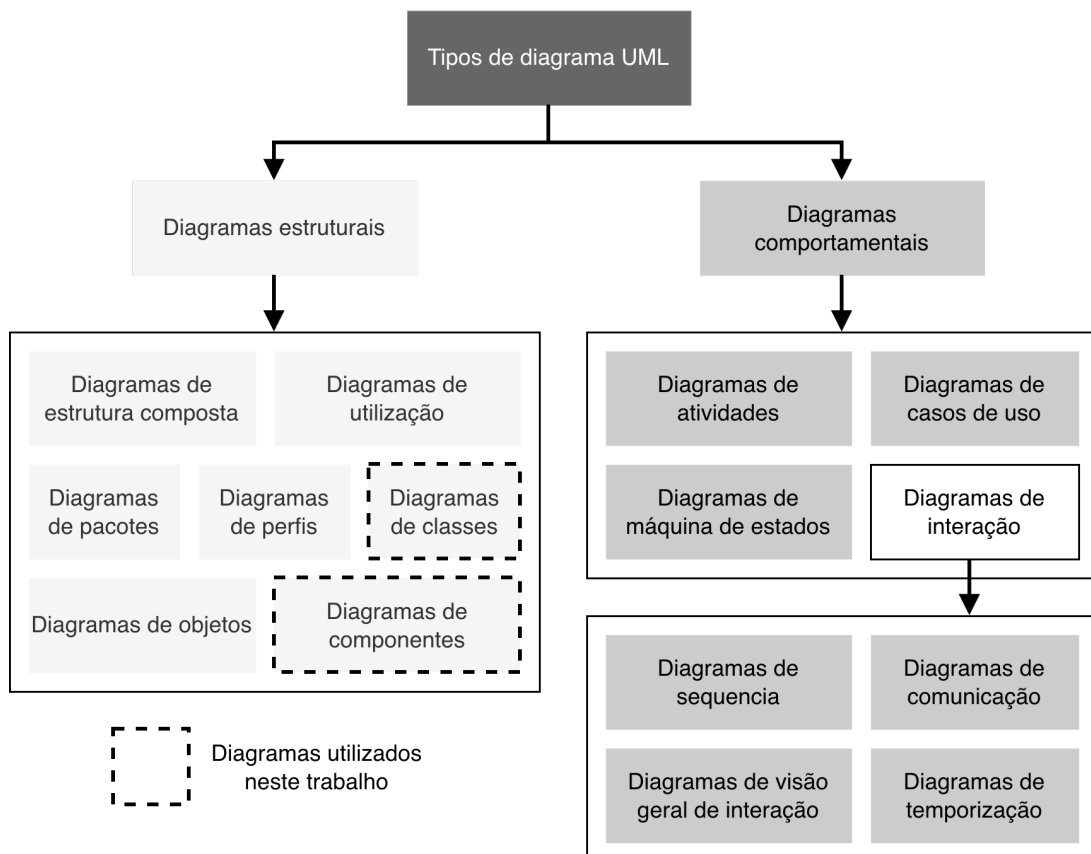 Tipos de diagrama UML
Diagramas estruturais
Diagramas
comportamentais
Diagramas de
estrutura composta
Diagramas de
utilização
Diagramas
de pacotes
Diagramas
de perfis
Diagramas
de classes
Diagramas de objetos
Diagramas de
componentes
Diagramas utilizados
neste trabalho
Diagramas de
atividades
Diagramas de
casos de uso
Diagramas de
máquina de estados
Diagramas de
interação
Diagramas de
sequencia
Diagramas de
comunicação
Diagramas de visão
geral de interação
Diagramas de
temporização